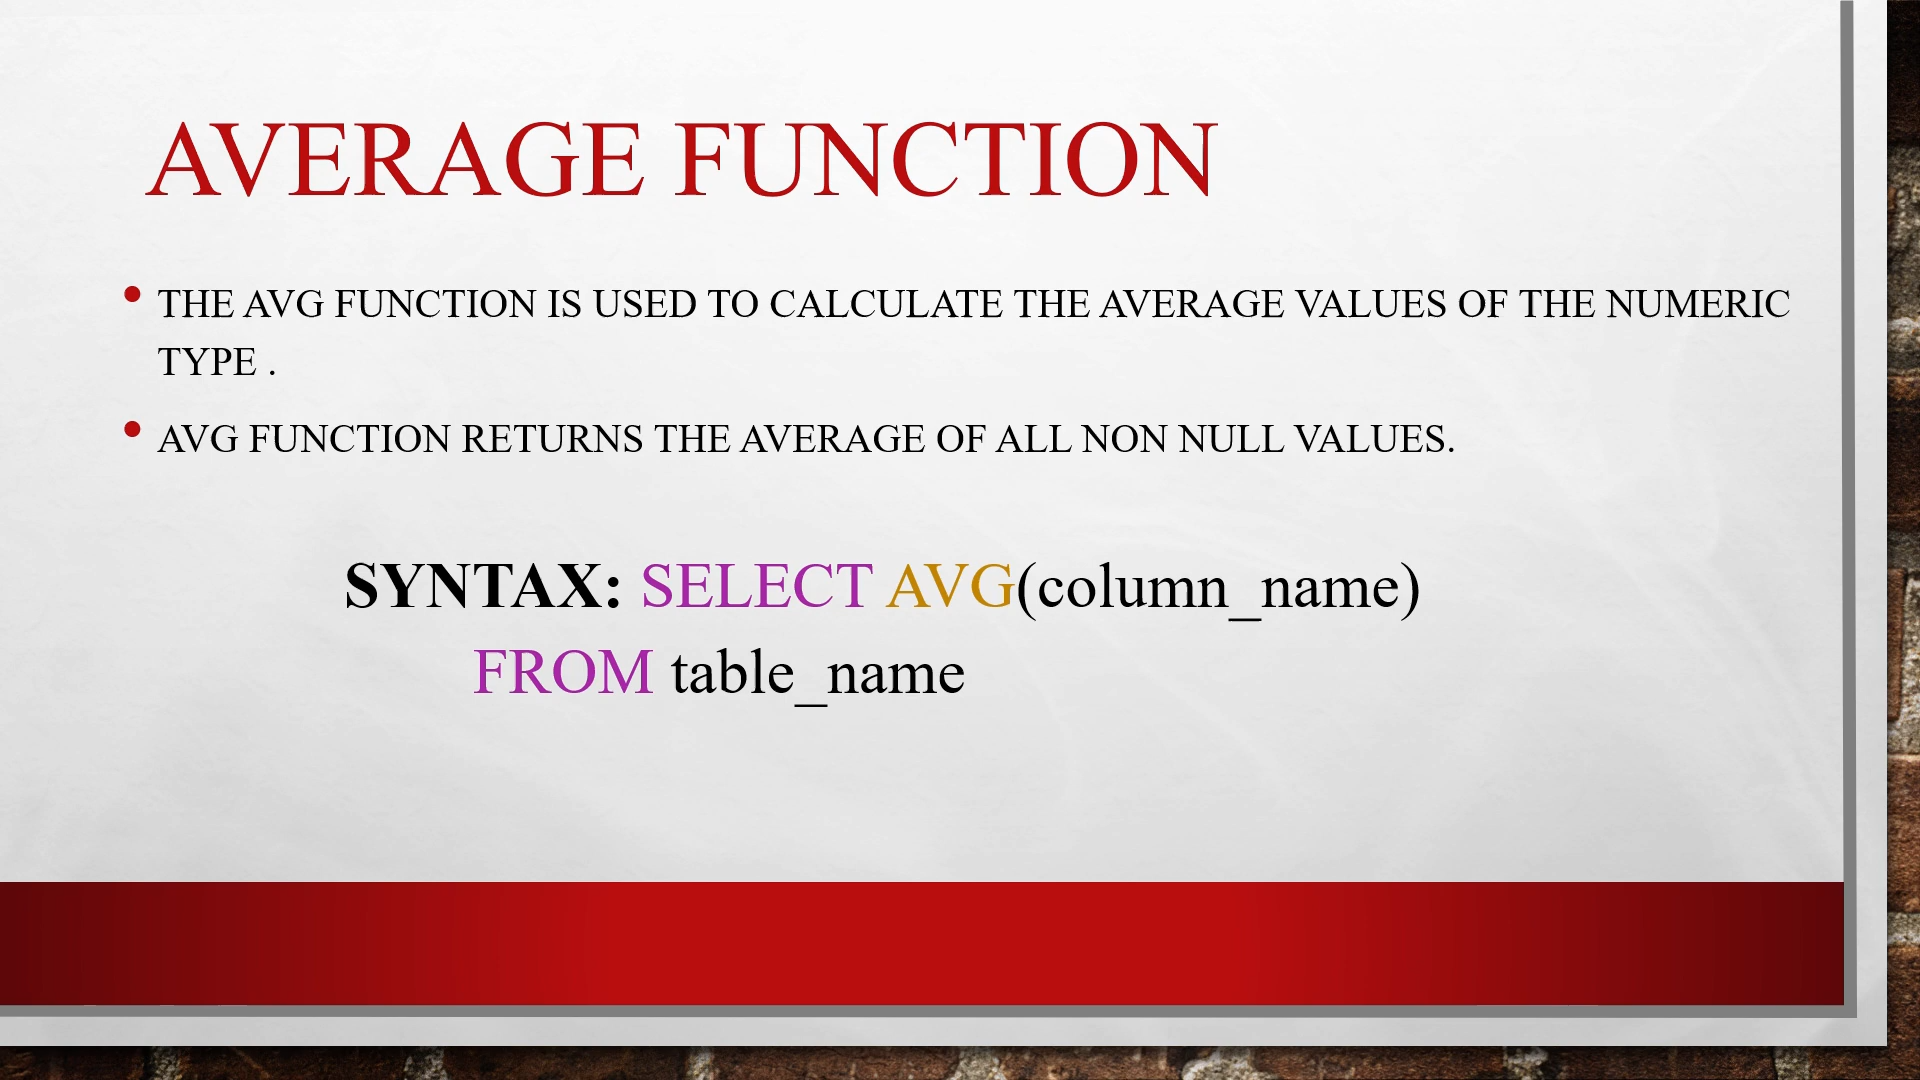 AVERAGE FUNCTION
• THE AVG FUNCTION IS USED TO CALCULATE THE AVERAGE VALUES OF THE NUMERIC
TYPE .
• AVG FUNCTION RETURNS THE AVERAGE OF ALL NON NULL VALUES.
SYNTAX: SELECT AVG(column_name)
FROM table_name